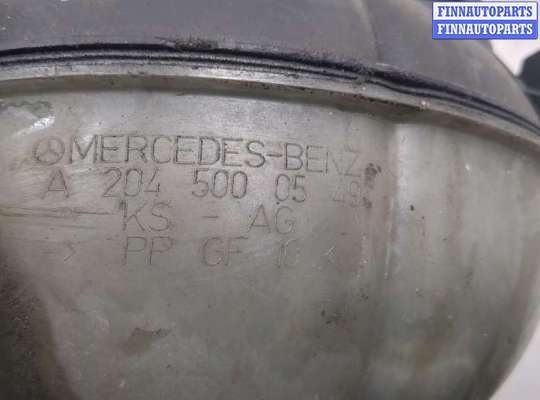 FINNAUTOPARTS
FINNAUTOPARTS
MERCEDES-BENZ
A 204 500 05 49
KS - AG
> PP GF 10 <